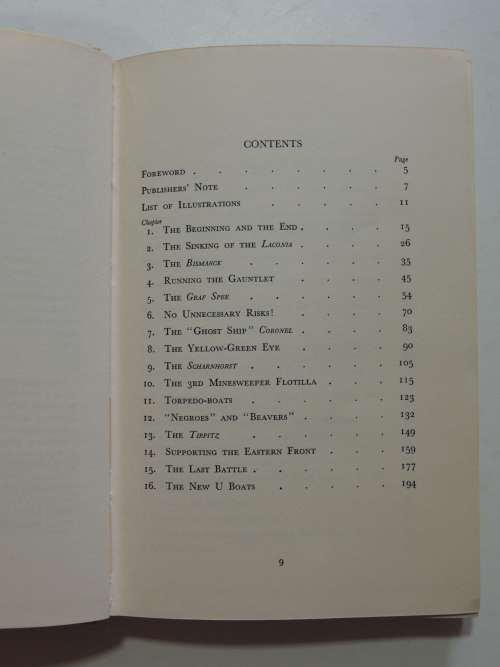 CONTENTS
Page
Foreword . . . . . . . . 5
Publishers' Note . . . . . . 7
List of Illustrations . . . . . 11
Chapter
1. The Beginning and the End . . . . 15
2. The Sinking of the Laconia . . . . 26
3. The Bismarck . . . . . . 35
4. Running the Gauntlet . . . . 45
5. The Graf Spee . . . . . . 54
6. No Unnecessary Risks! . . . . 70
7. The "Ghost Ship" Coronel . . . . 83
8. The Yellow-Green Eye . . . . 90
9. The Scharnhorst . . . . . . 105
10. The 3rd Minesweeper Flotilla . . . 115
11. Torpedo-boats . . . . . 123
12. "Negroes" and "Beavers" . . . . 132
13. The Tirpitz . . . . . . 149
14. Supporting the Eastern Front . . . 159
15. The Last Battle . . . . . . 177
16. The New U Boats . . . . . 194
9